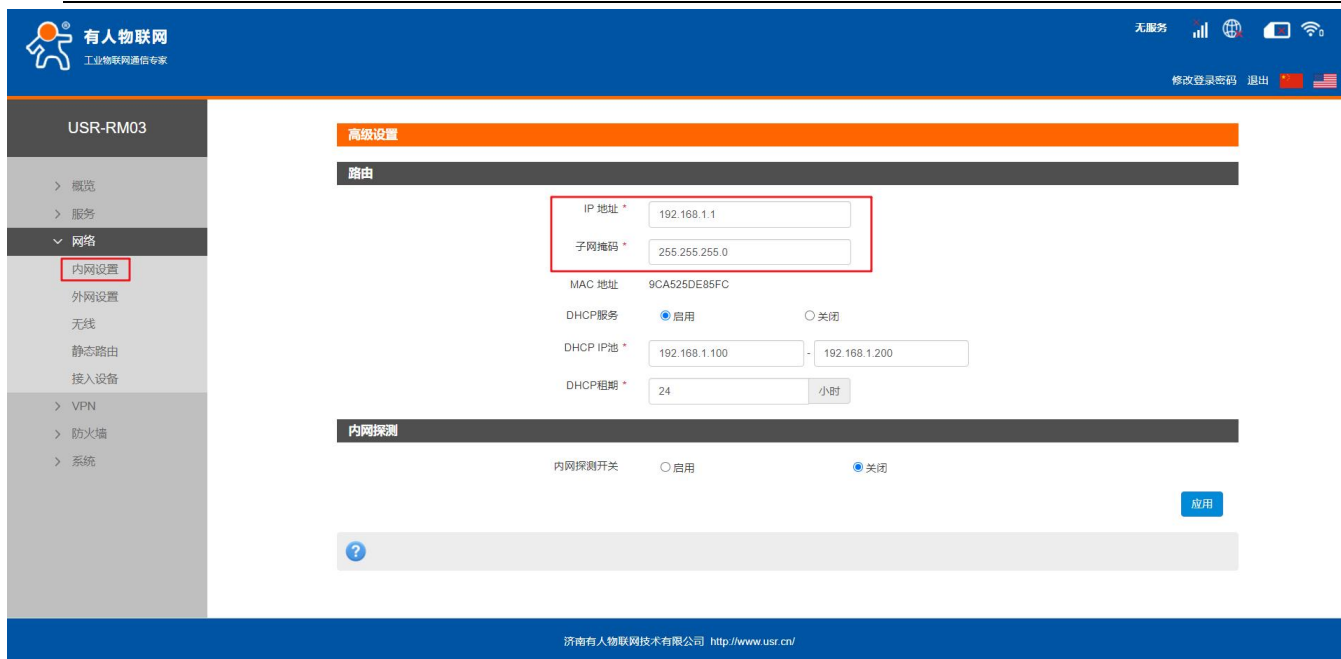 有人物联网
工业物联网通信专家
无服务
修改登录密码 退出
USR-RM03
概览
服务
网络
内网设置
外网设置
无线
静态路由
接入设备
VPN
防火墙
系统
高级设置
路由
IP 地址 * 192.168.1.1
子网掩码 * 255.255.255.0
MAC 地址 9CA525DE85FC
DHCP服务 启用 关闭
DHCP IP池 * 192.168.1.100 - 192.168.1.200
DHCP租期 * 24 小时
内网探测
内网探测开关 启用 关闭
应用
济南有人物联网技术有限公司 http://www.usr.cn/